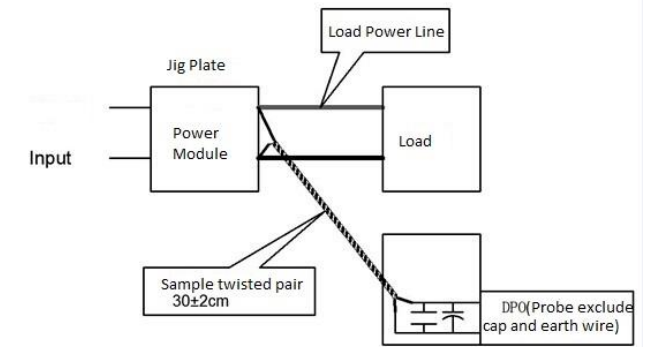 Load Power Line
Jig Plate
Power
Module
Load
Input
Sample twisted pair
30±2cm
DPO(Probe exclude
cap and earth wire)